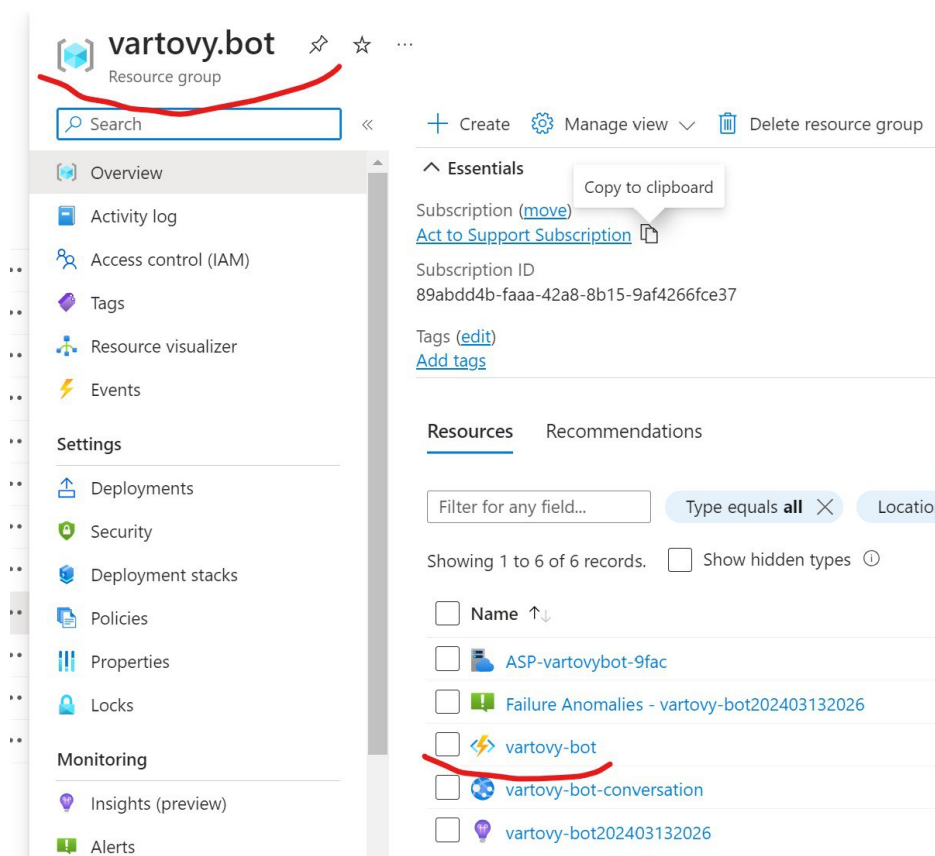 vartovy.bot
Resource group
Search
Create Manage view Delete resource group
Overview
Activity log
Access control (IAM)
Tags
Resource visualizer
Events
Settings
Deployments
Security
Deployment stacks
Policies
Properties
Locks
Monitoring
Insights (preview)
Alerts
Essentials
Copy to clipboard
Subscription (move)
Act to Support Subscription
Subscription ID
89abdd4b-faaa-42a8-8b15-9af4266fce37
Tags (edit)
Add tags
Resources Recommendations
Filter for any field... Type equals all Locatio
Showing 1 to 6 of 6 records. Show hidden types
Name
ASP-vartovybot-9fac
Failure Anomalies - vartovy-bot202403132026
vartovy-bot
vartovy-bot-conversation
vartovy-bot202403132026